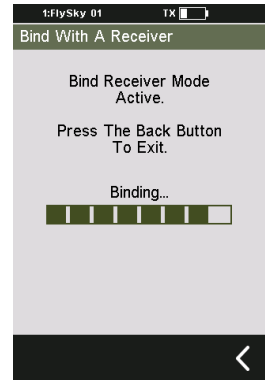 1:FlySky 01 TX
Bind With A Receiver
Bind Receiver Mode
Active.
Press The Back Button
To Exit.
Binding...